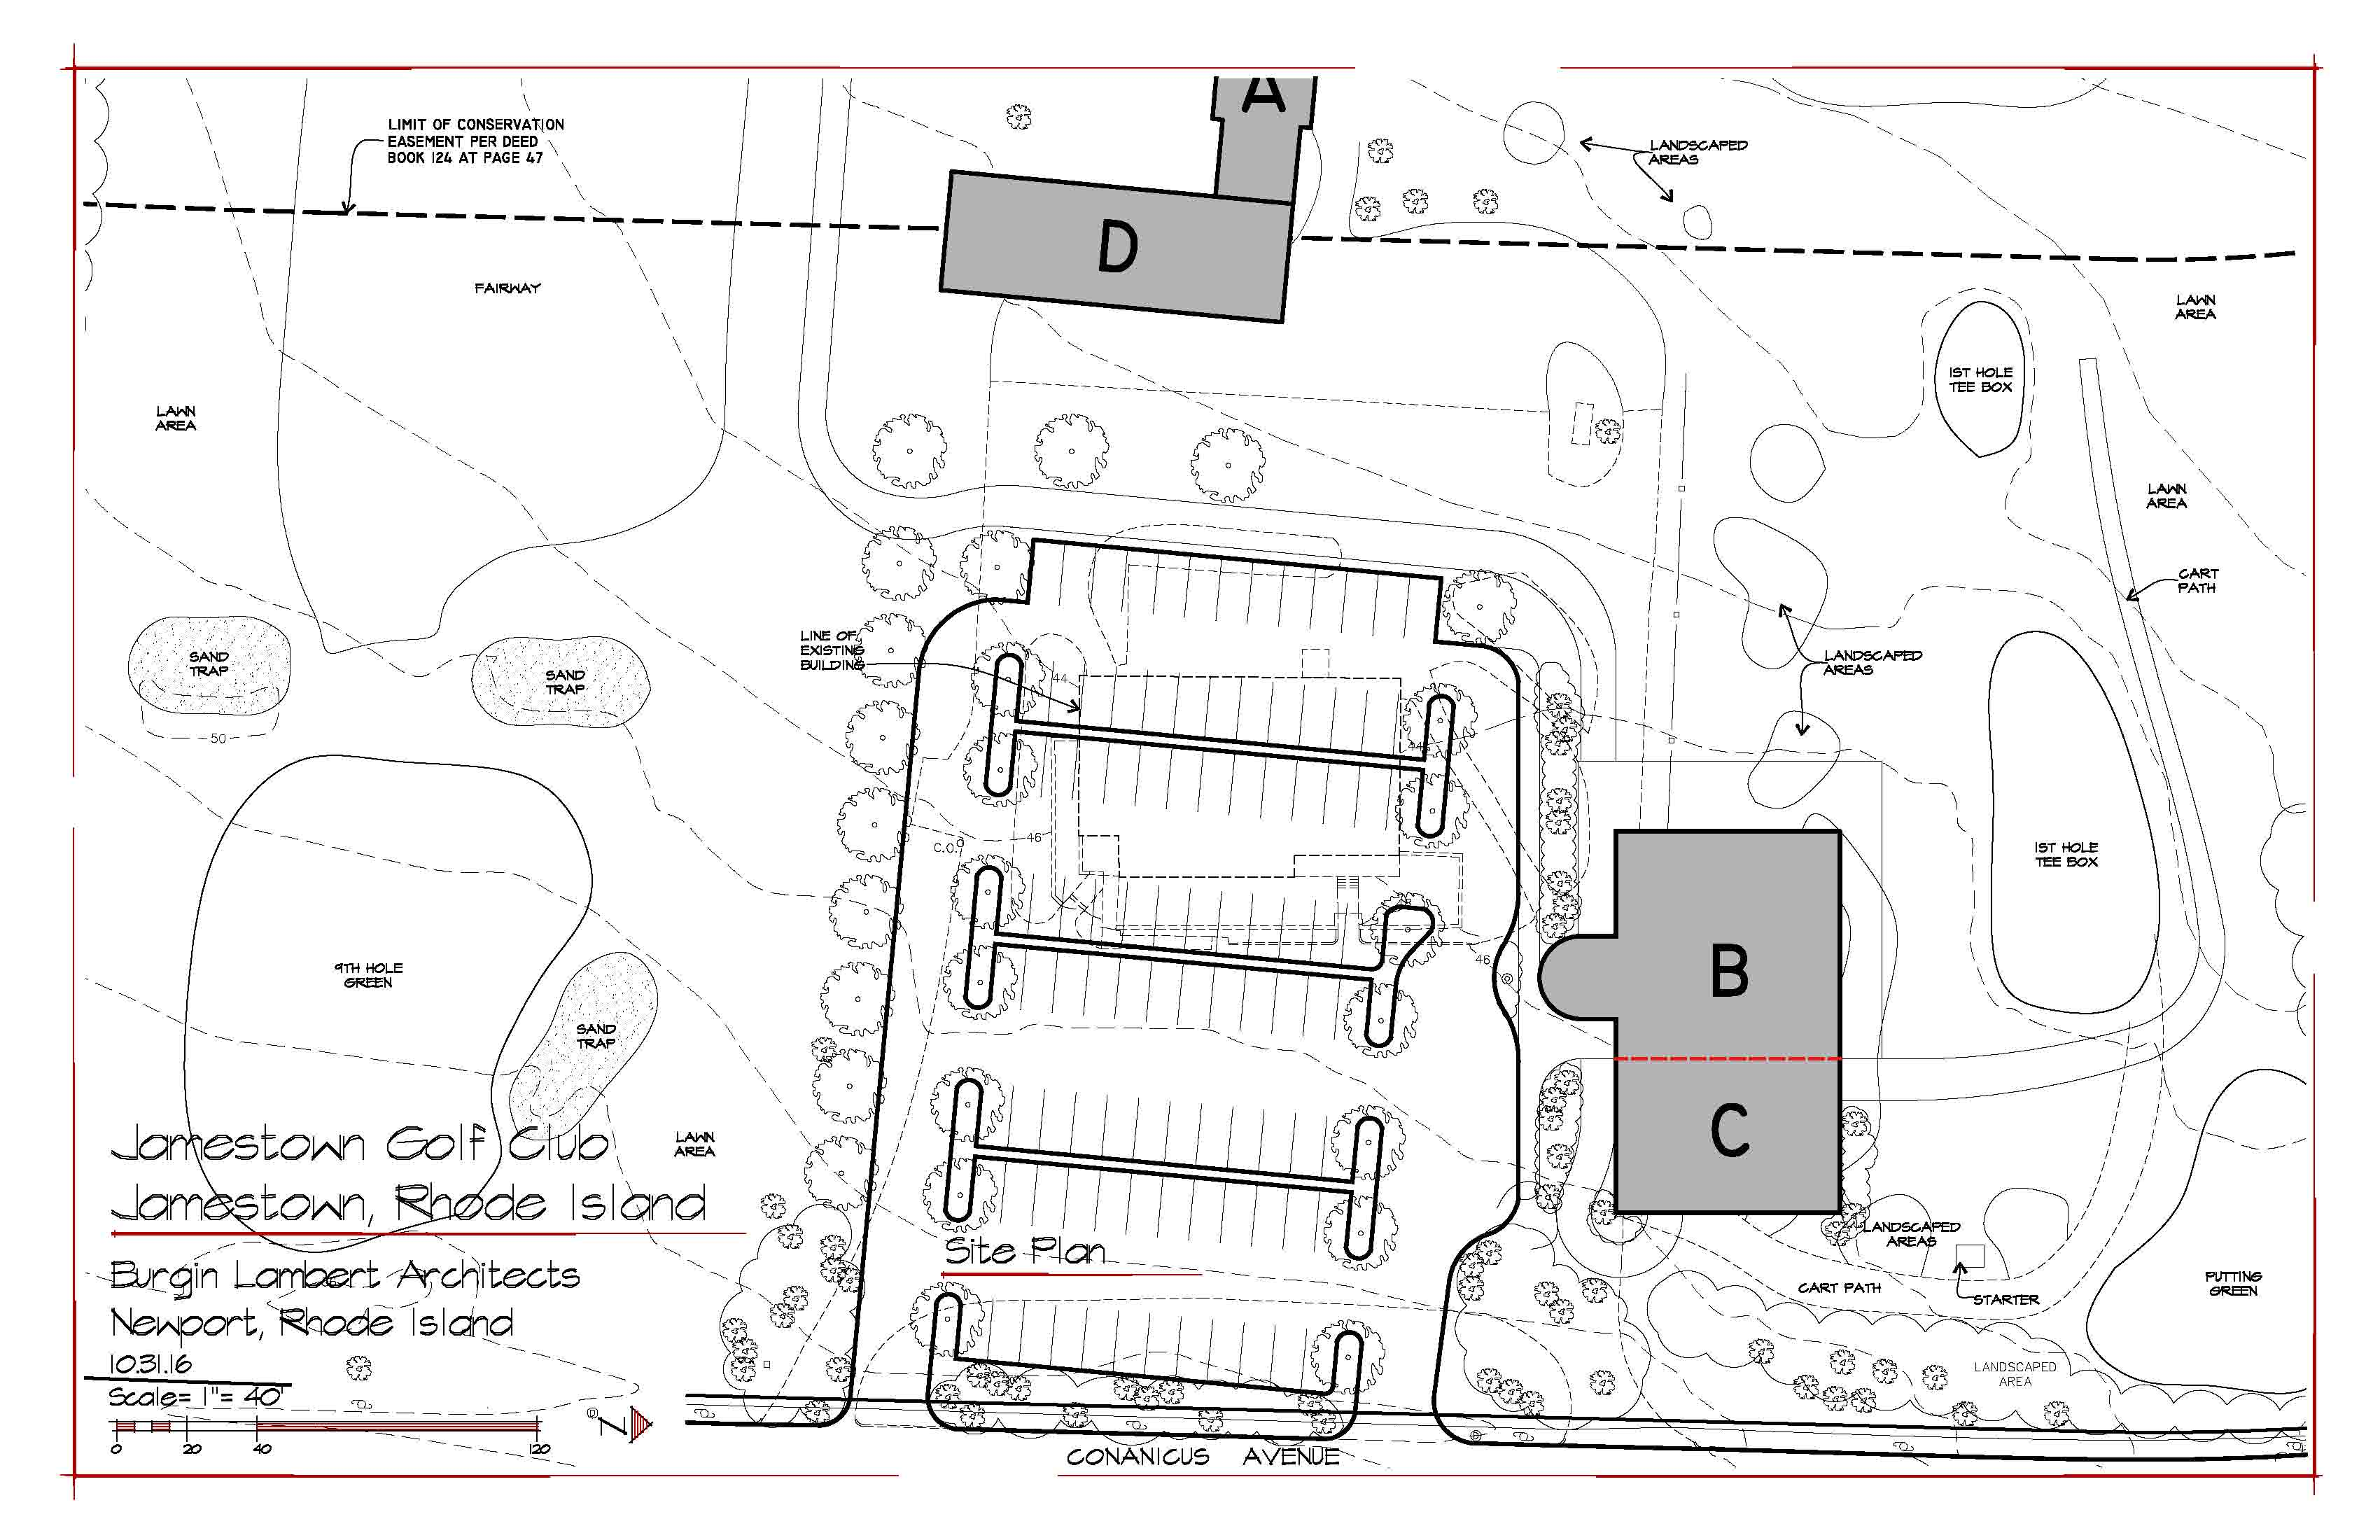 A
LIMIT OF CONSERVATION
EASEMENT PER DEED
BOOK 124 AT PAGE 47
LANDSCAPED
AREAS
D
FAIRWAY
LAWN
AREA
1ST HOLE
TEE BOX
LAWN
AREA
LAWN
AREA
CART
PATH
LINE OF
EXISTING
BUILDING
44
SAND
TRAP
SAND
TRAP
50
LANDSCAPED
AREAS
44
46
C.O.
1ST HOLE
TEE BOX
9TH HOLE
GREEN
46
B
SAND
TRAP
C
Jamestown Golf Club
Jamestown, Rhode Island
LAWN
AREA
Site Plan
LANDSCAPED
AREAS
Burgin Lambert Architects
Newport, Rhode Island
CART PATH
STARTER
PUTTING
GREEN
10.31.16
LANDSCAPED
AREA
Scale= 1"= 40'
N
0 20 40 120
CONANICUS AVENUE